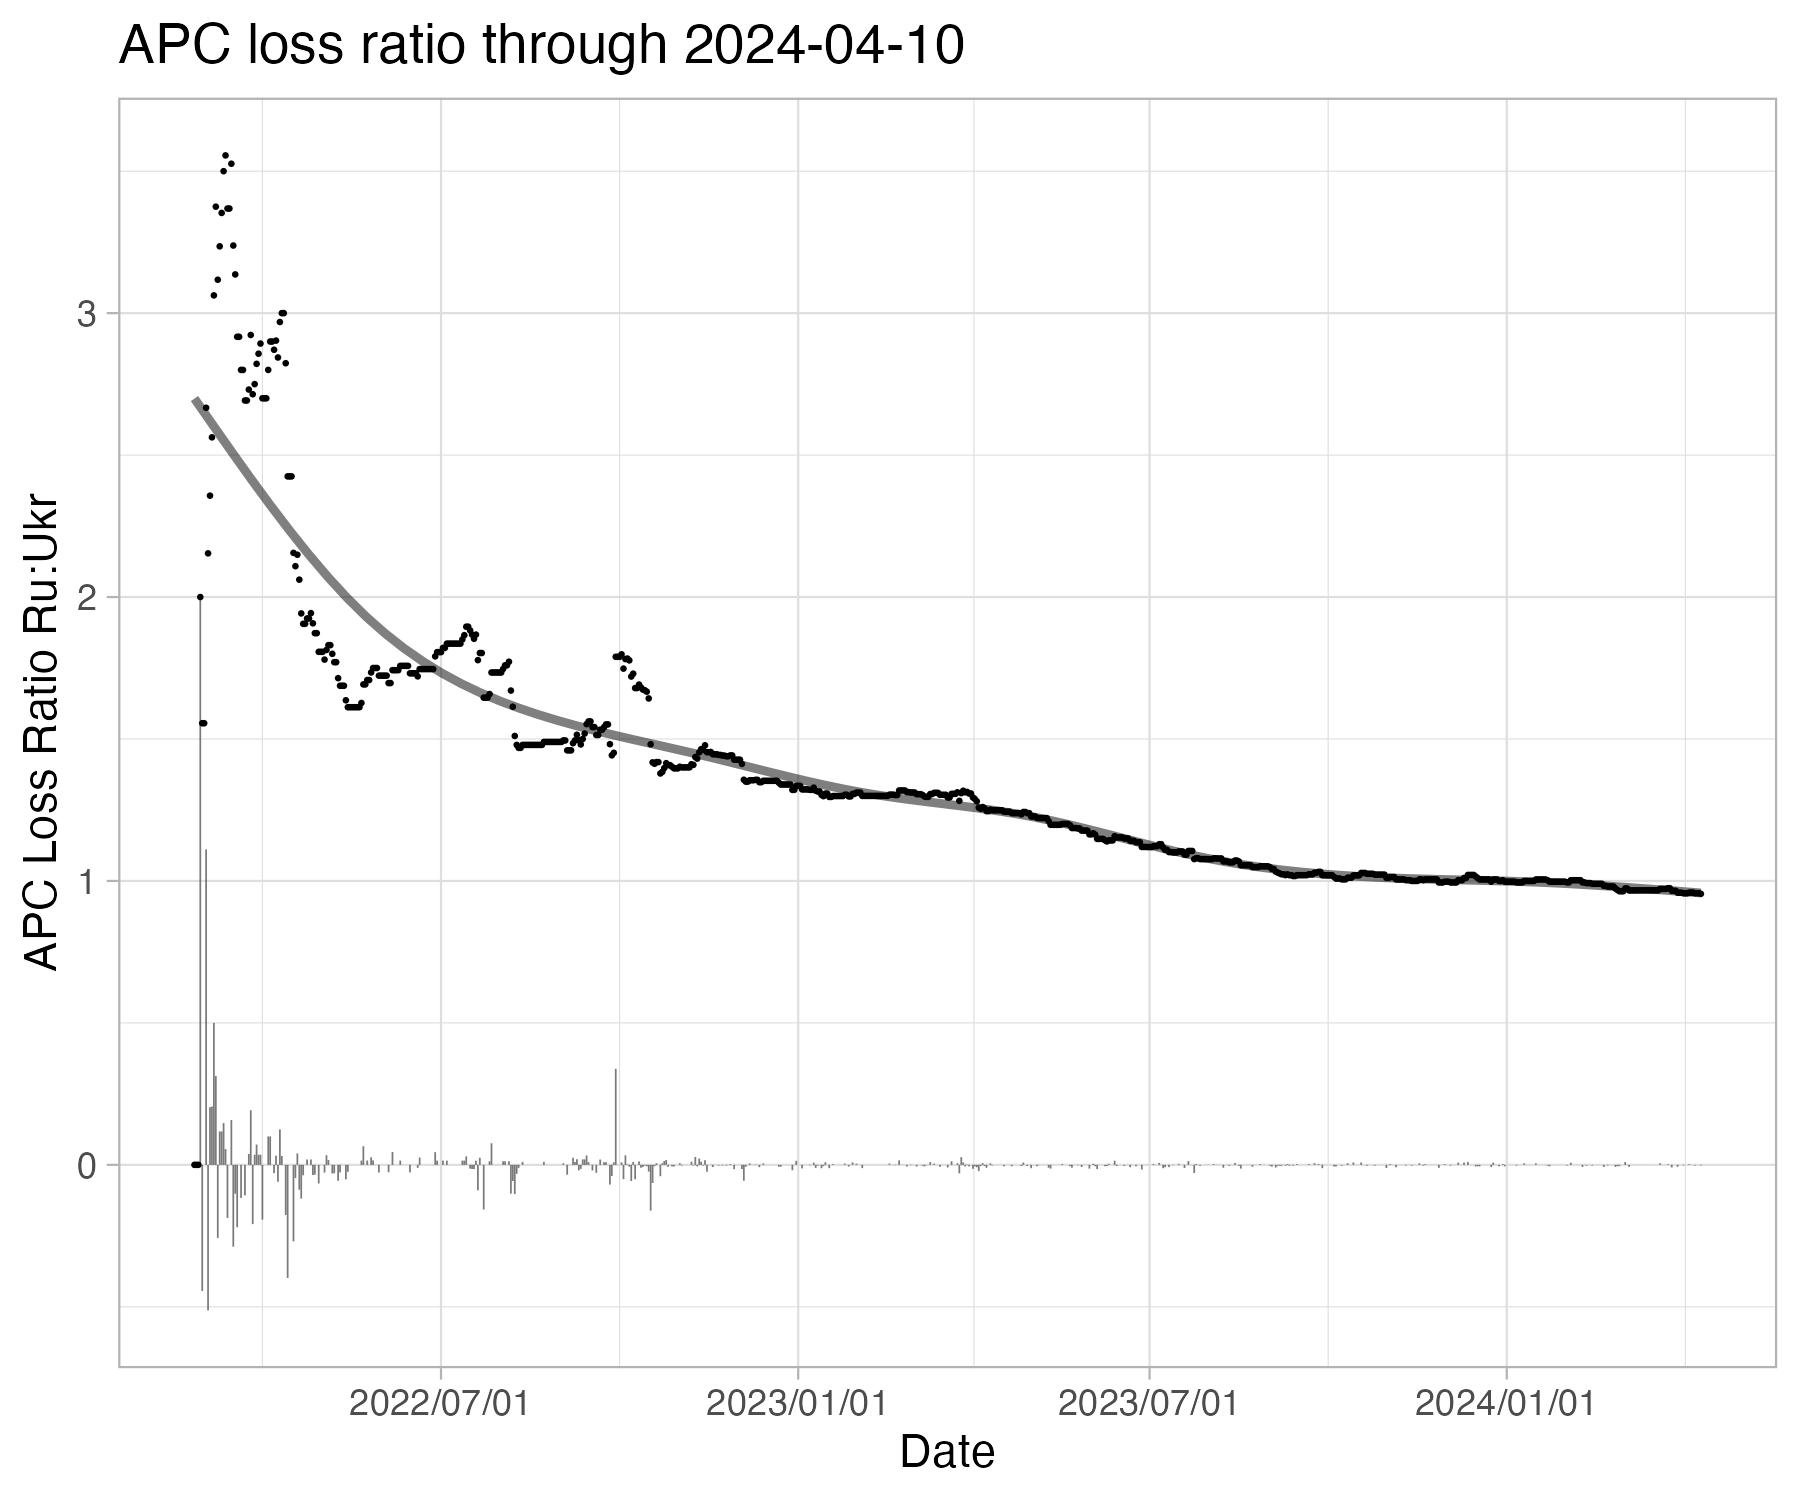 APC loss ratio through 2024-04-10
APC Loss Ratio Ru:Ukr
3
2
1
0
2022/07/01 2023/01/01 2023/07/01 2024/01/01
Date